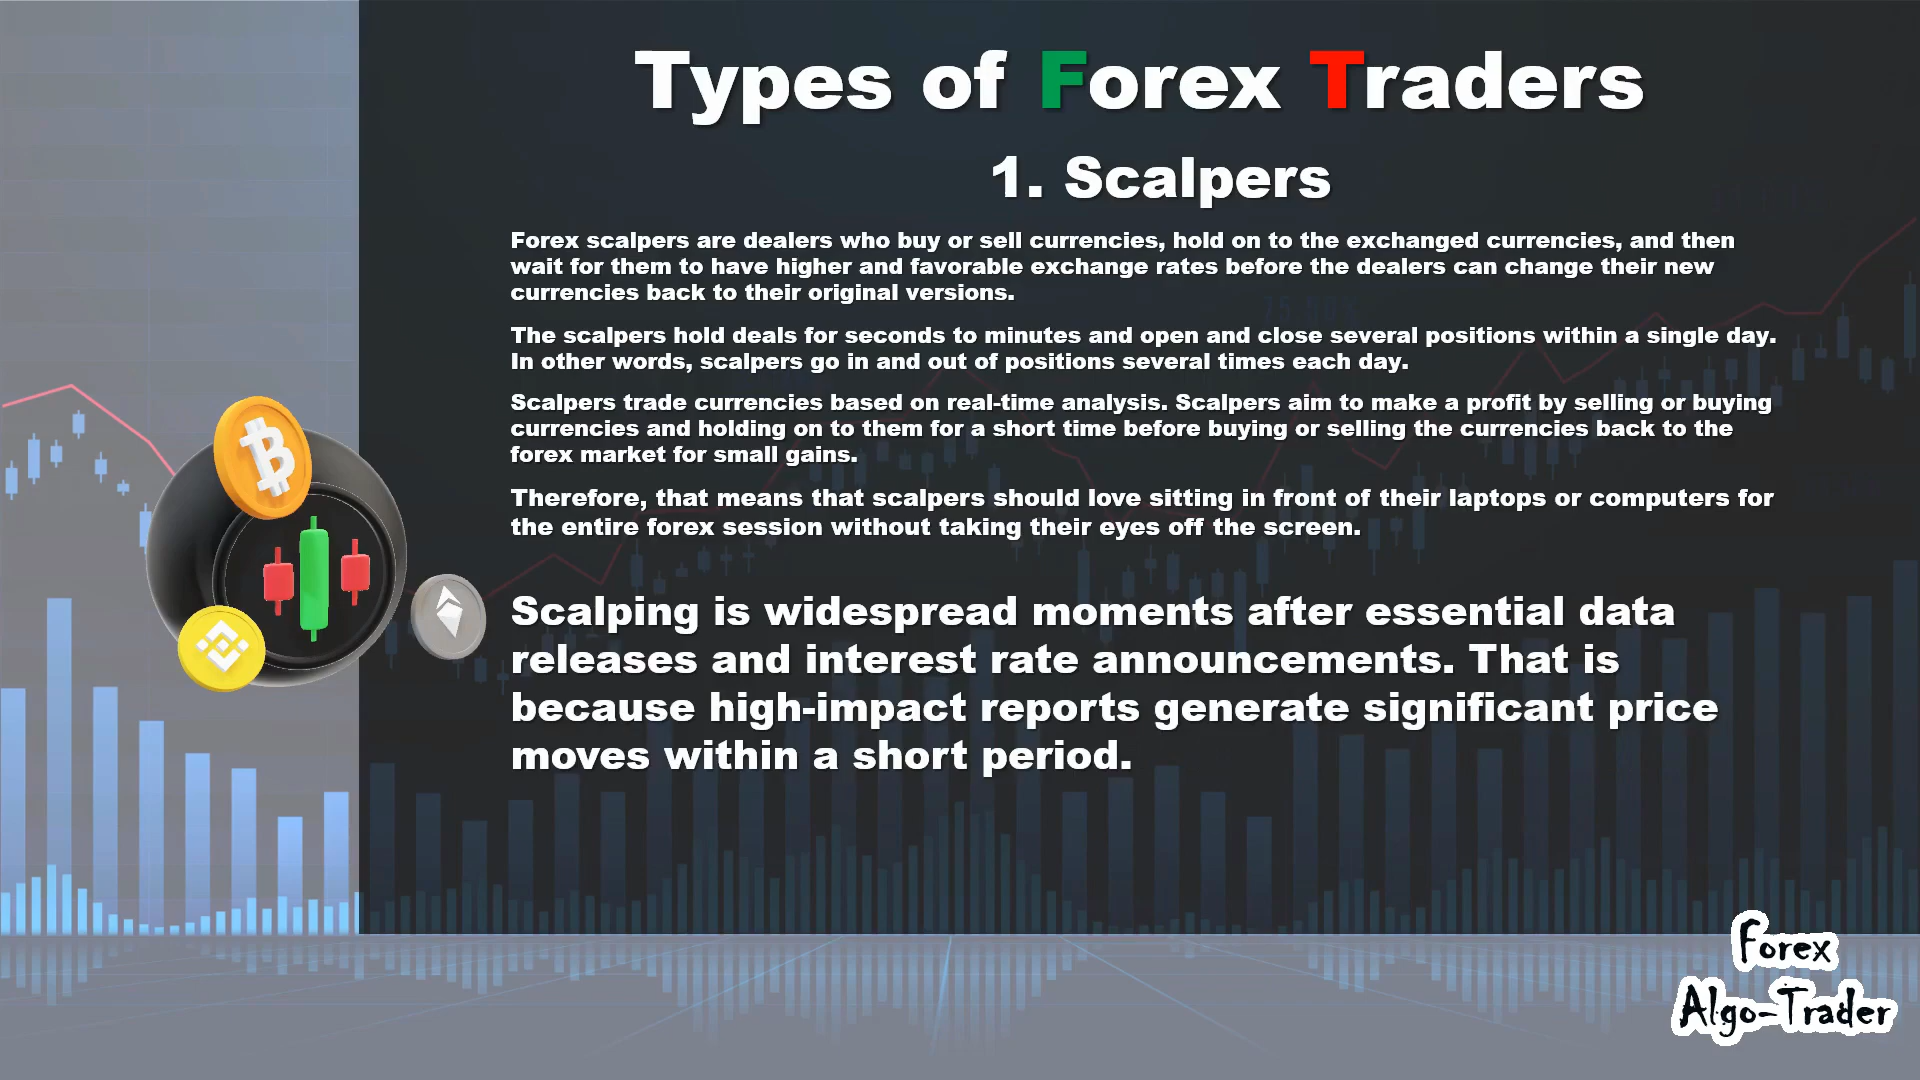 Types of Forex Traders
1. Scalpers
Forex scalpers are dealers who buy or sell currencies, hold on to the exchanged currencies, and then
wait for them to have higher and favorable exchange rates before the dealers can change their new
currencies back to their original versions.
The scalpers hold deals for seconds to minutes and open and close several positions within a single day.
In other words, scalpers go in and out of positions several times each day.
Scalpers trade currencies based on real-time analysis. Scalpers aim to make a profit by selling or buying
currencies and holding on to them for a short time before buying or selling the currencies back to the
forex market for small gains.
Therefore, that means that scalpers should love sitting in front of their laptops or computers for
the entire forex session without taking their eyes off the screen.
Scalping is widespread moments after essential data
releases and interest rate announcements. That is
because high-impact reports generate significant price
moves within a short period.
Forex
Algo-Trader